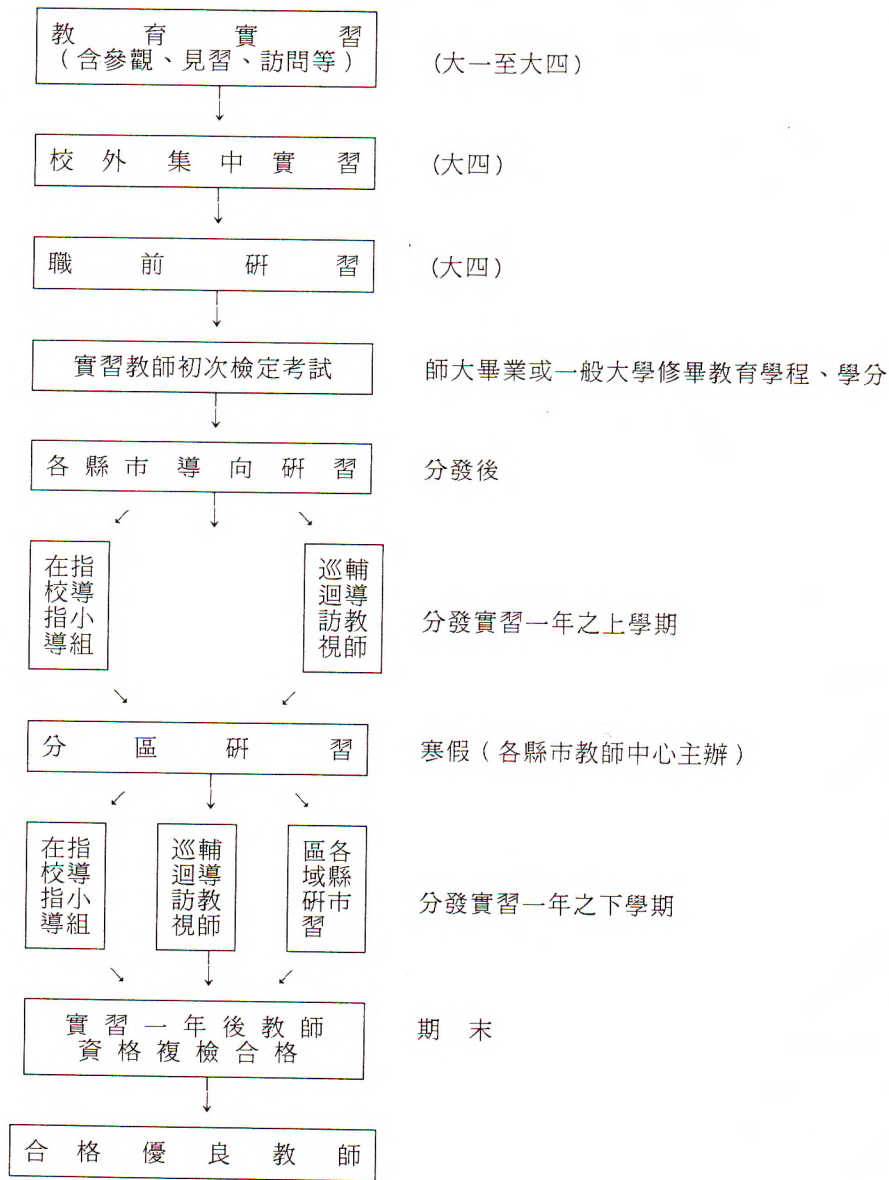 教育實習
(含參觀、見習、訪問等)
(大一至大四)
校外集中實習
(大四)
職前研習
(大四)
實習教師初次檢定考試
師大畢業或一般大學修畢教育學程、學分
各縣市導向研習
分發後
指導小組
在校指導
輔導教師
巡迴訪視
分發實習一年之上學期
分區研習
寒假(各縣市教師中心主辦)
指導小組
在校指導
輔導教師
巡迴訪視
各縣市
區域研習
分發實習一年之下學期
實習一年後教師
資格複檢合格
期末
合格優良教師